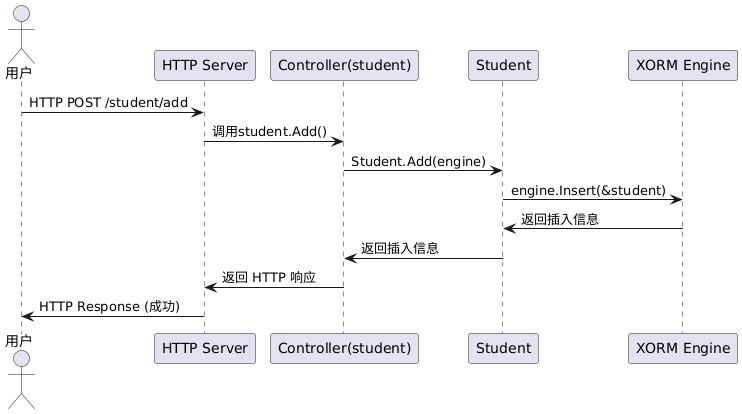 用户
HTTP Server
Controller(student)
Student
XORM Engine
HTTP POST /student/add
调用student.Add()
Student.Add(engine)
engine.Insert(&student)
返回插入信息
返回插入信息
返回 HTTP 响应
HTTP Response (成功)
用户
HTTP Server
Controller(student)
Student
XORM Engine